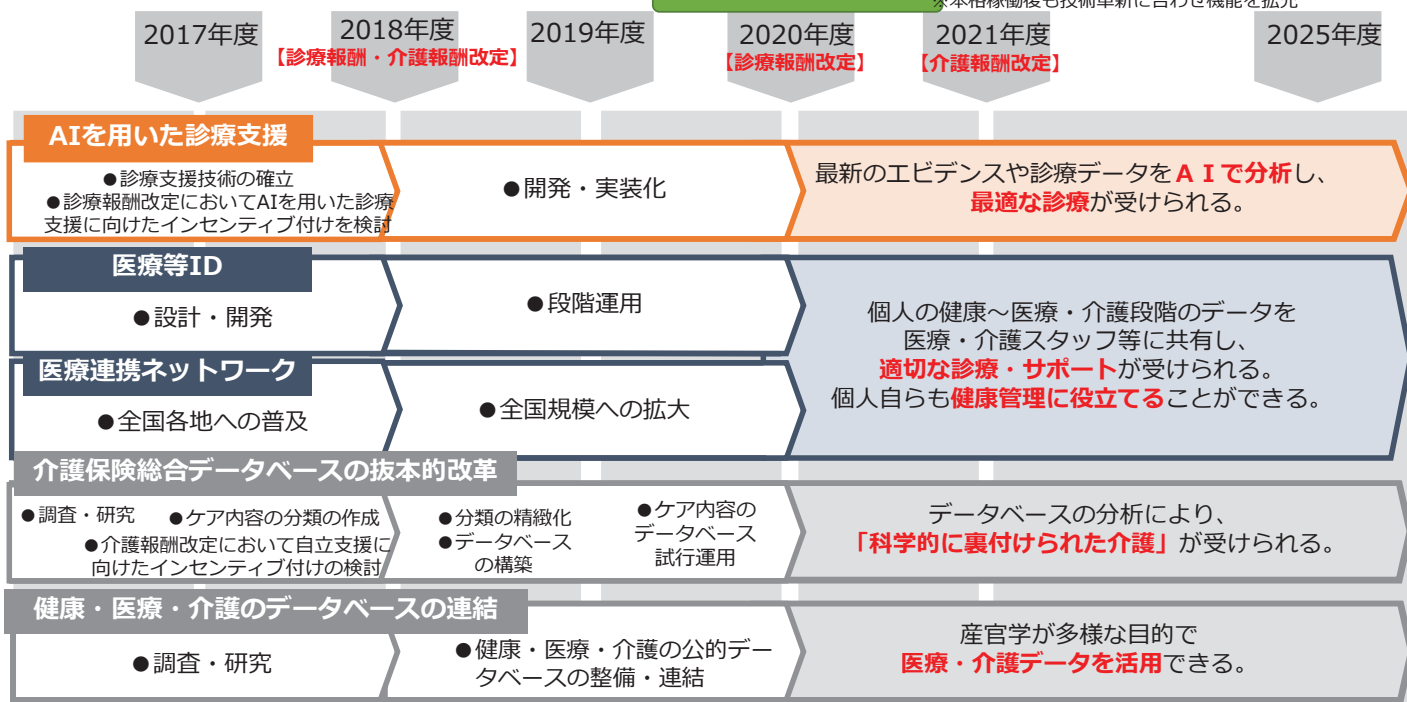 ※本格稼働後も技術革新に合わせ機能を拡充
2017年度
2018年度
【診療報酬・介護報酬改定】
2019年度
2020年度
【診療報酬改定】
2021年度
【介護報酬改定】
2025年度
AIを用いた診療支援
●診療支援技術の確立
●診療報酬改定においてAIを用いた診療
支援に向けたインセンティブ付けを検討
●開発・実装化
最新のエビデンスや診療データをAIで分析し、
最適な診療が受けられる。
医療等ID
●設計・開発
●段階運用
医療連携ネットワーク
●全国各地への普及
●全国規模への拡大
個人の健康～医療・介護段階のデータを
医療・介護スタッフ等に共有し、
適切な診療・サポートが受けられる。
個人自らも健康管理に役立てることができる。
介護保険総合データベースの抜本的改革
●調査・研究 ●ケア内容の分類の作成
●介護報酬改定において自立支援に
向けたインセンティブ付けの検討
●分類の精緻化
●データベース
の構築
●ケア内容の
データベース
試行運用
データベースの分析により、
「科学的に裏付けられた介護」が受けられる。
健康・医療・介護のデータベースの連結
●調査・研究
●健康・医療・介護の公的デー
タベースの整備・連結
産官学が多様な目的で
医療・介護データを活用できる。